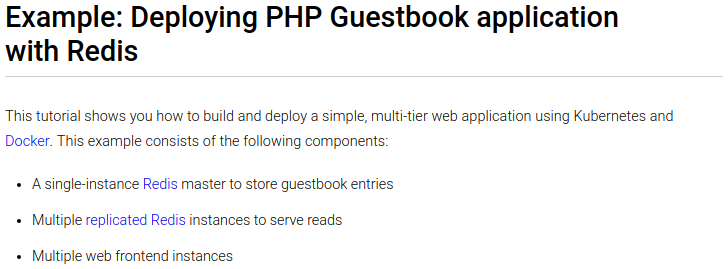 Example: Deploying PHP Guestbook application
with Redis
This tutorial shows you how to build and deploy a simple, multi-tier web application using Kubernetes and
Docker. This example consists of the following components:
• A single-instance Redis master to store guestbook entries
• Multiple replicated Redis instances to serve reads
• Multiple web frontend instances